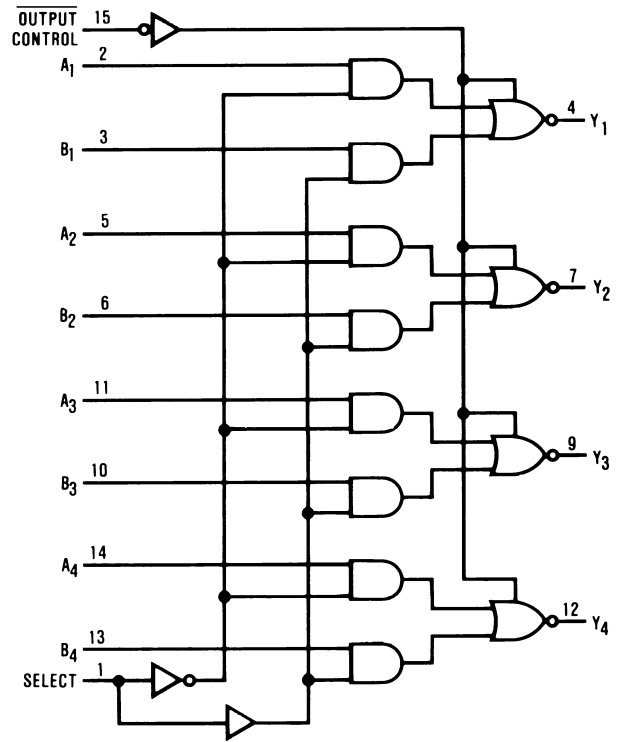 OUTPUT CONTROL 15
A1 2
4 Y1
B1 3
A2 5
7 Y2
B2 6
A3 11
9 Y3
B3 10
A4 14
12 Y4
B4 13
SELECT 1